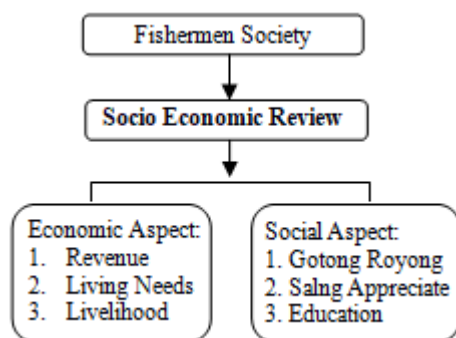 Fishermen Society
Socio Economic Review
Economic Aspect:
1. Revenue
2. Living Needs
3. Livelihood
Social Aspect:
1. Gotong Royong
2. Salng Appreciate
3. Education